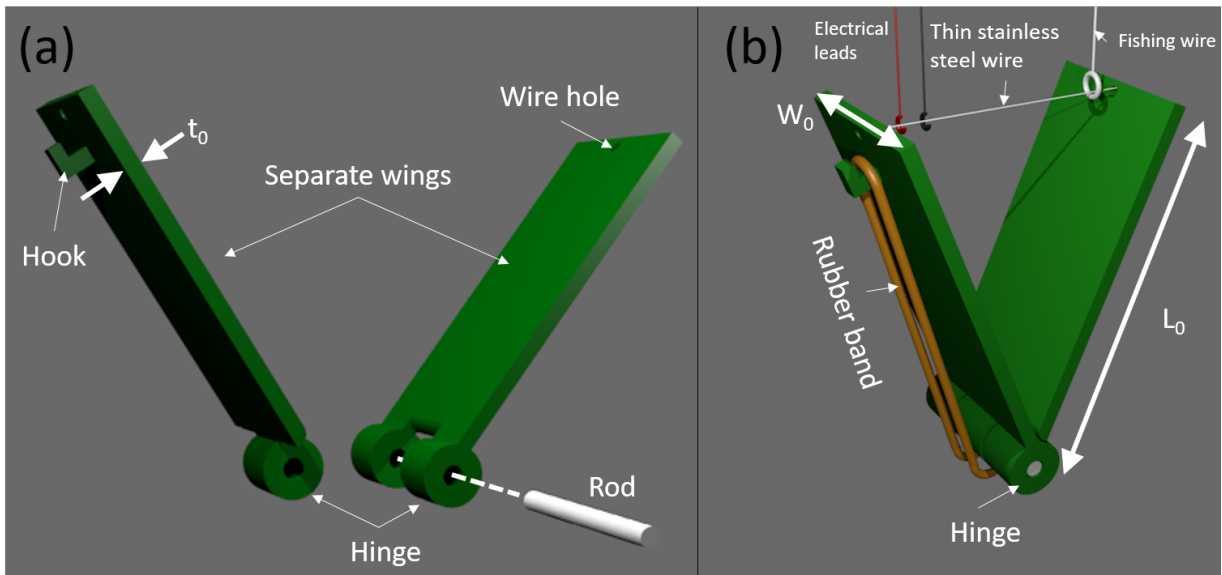 (a)
t₀
Hook
Separate wings
Wire hole
Rod
Hinge
(b)
Electrical
leads
Thin stainless
steel wire
Fishing wire
W₀
Rubber band
L₀
Hinge